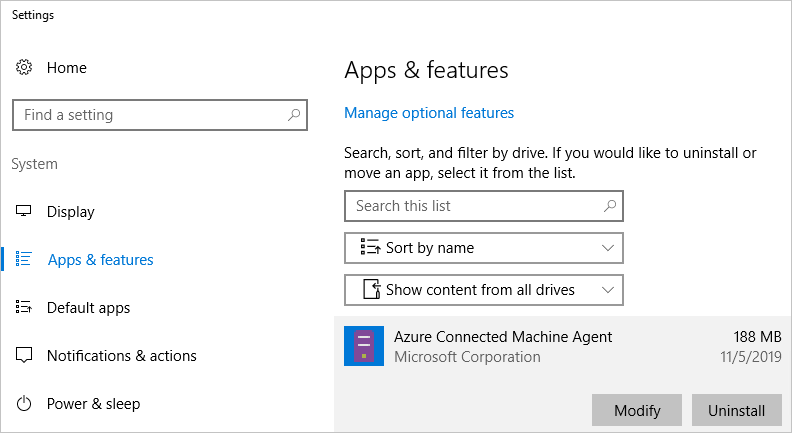 Settings
Home
Find a setting
System
Display
Apps & features
Default apps
Notifications & actions
Power & sleep
Apps & features
Manage optional features
Search, sort, and filter by drive. If you would like to uninstall or
move an app, select it from the list.
Search this list
Sort by name
Show content from all drives
Azure Connected Machine Agent 188 MB
Microsoft Corporation 11/5/2019
Modify Uninstall